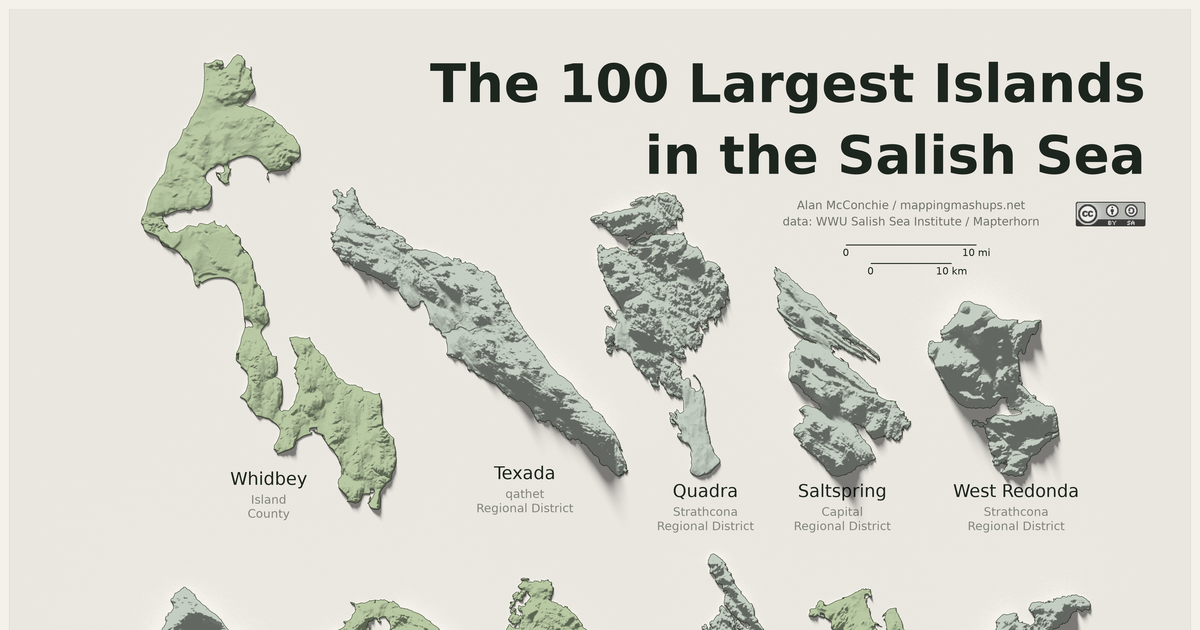 The 100 Largest Islands
in the Salish Sea
Alan McConchie / mappingmashups.net
data: WWU Salish Sea Institute / Mapterhorn
cc BY SA
0 10 mi
0 10 km
Whidbey
Island
County
Texada
qathet
Regional District
Quadra
Strathcona
Regional District
Saltspring
Capital
Regional District
West Redonda
Strathcona
Regional District